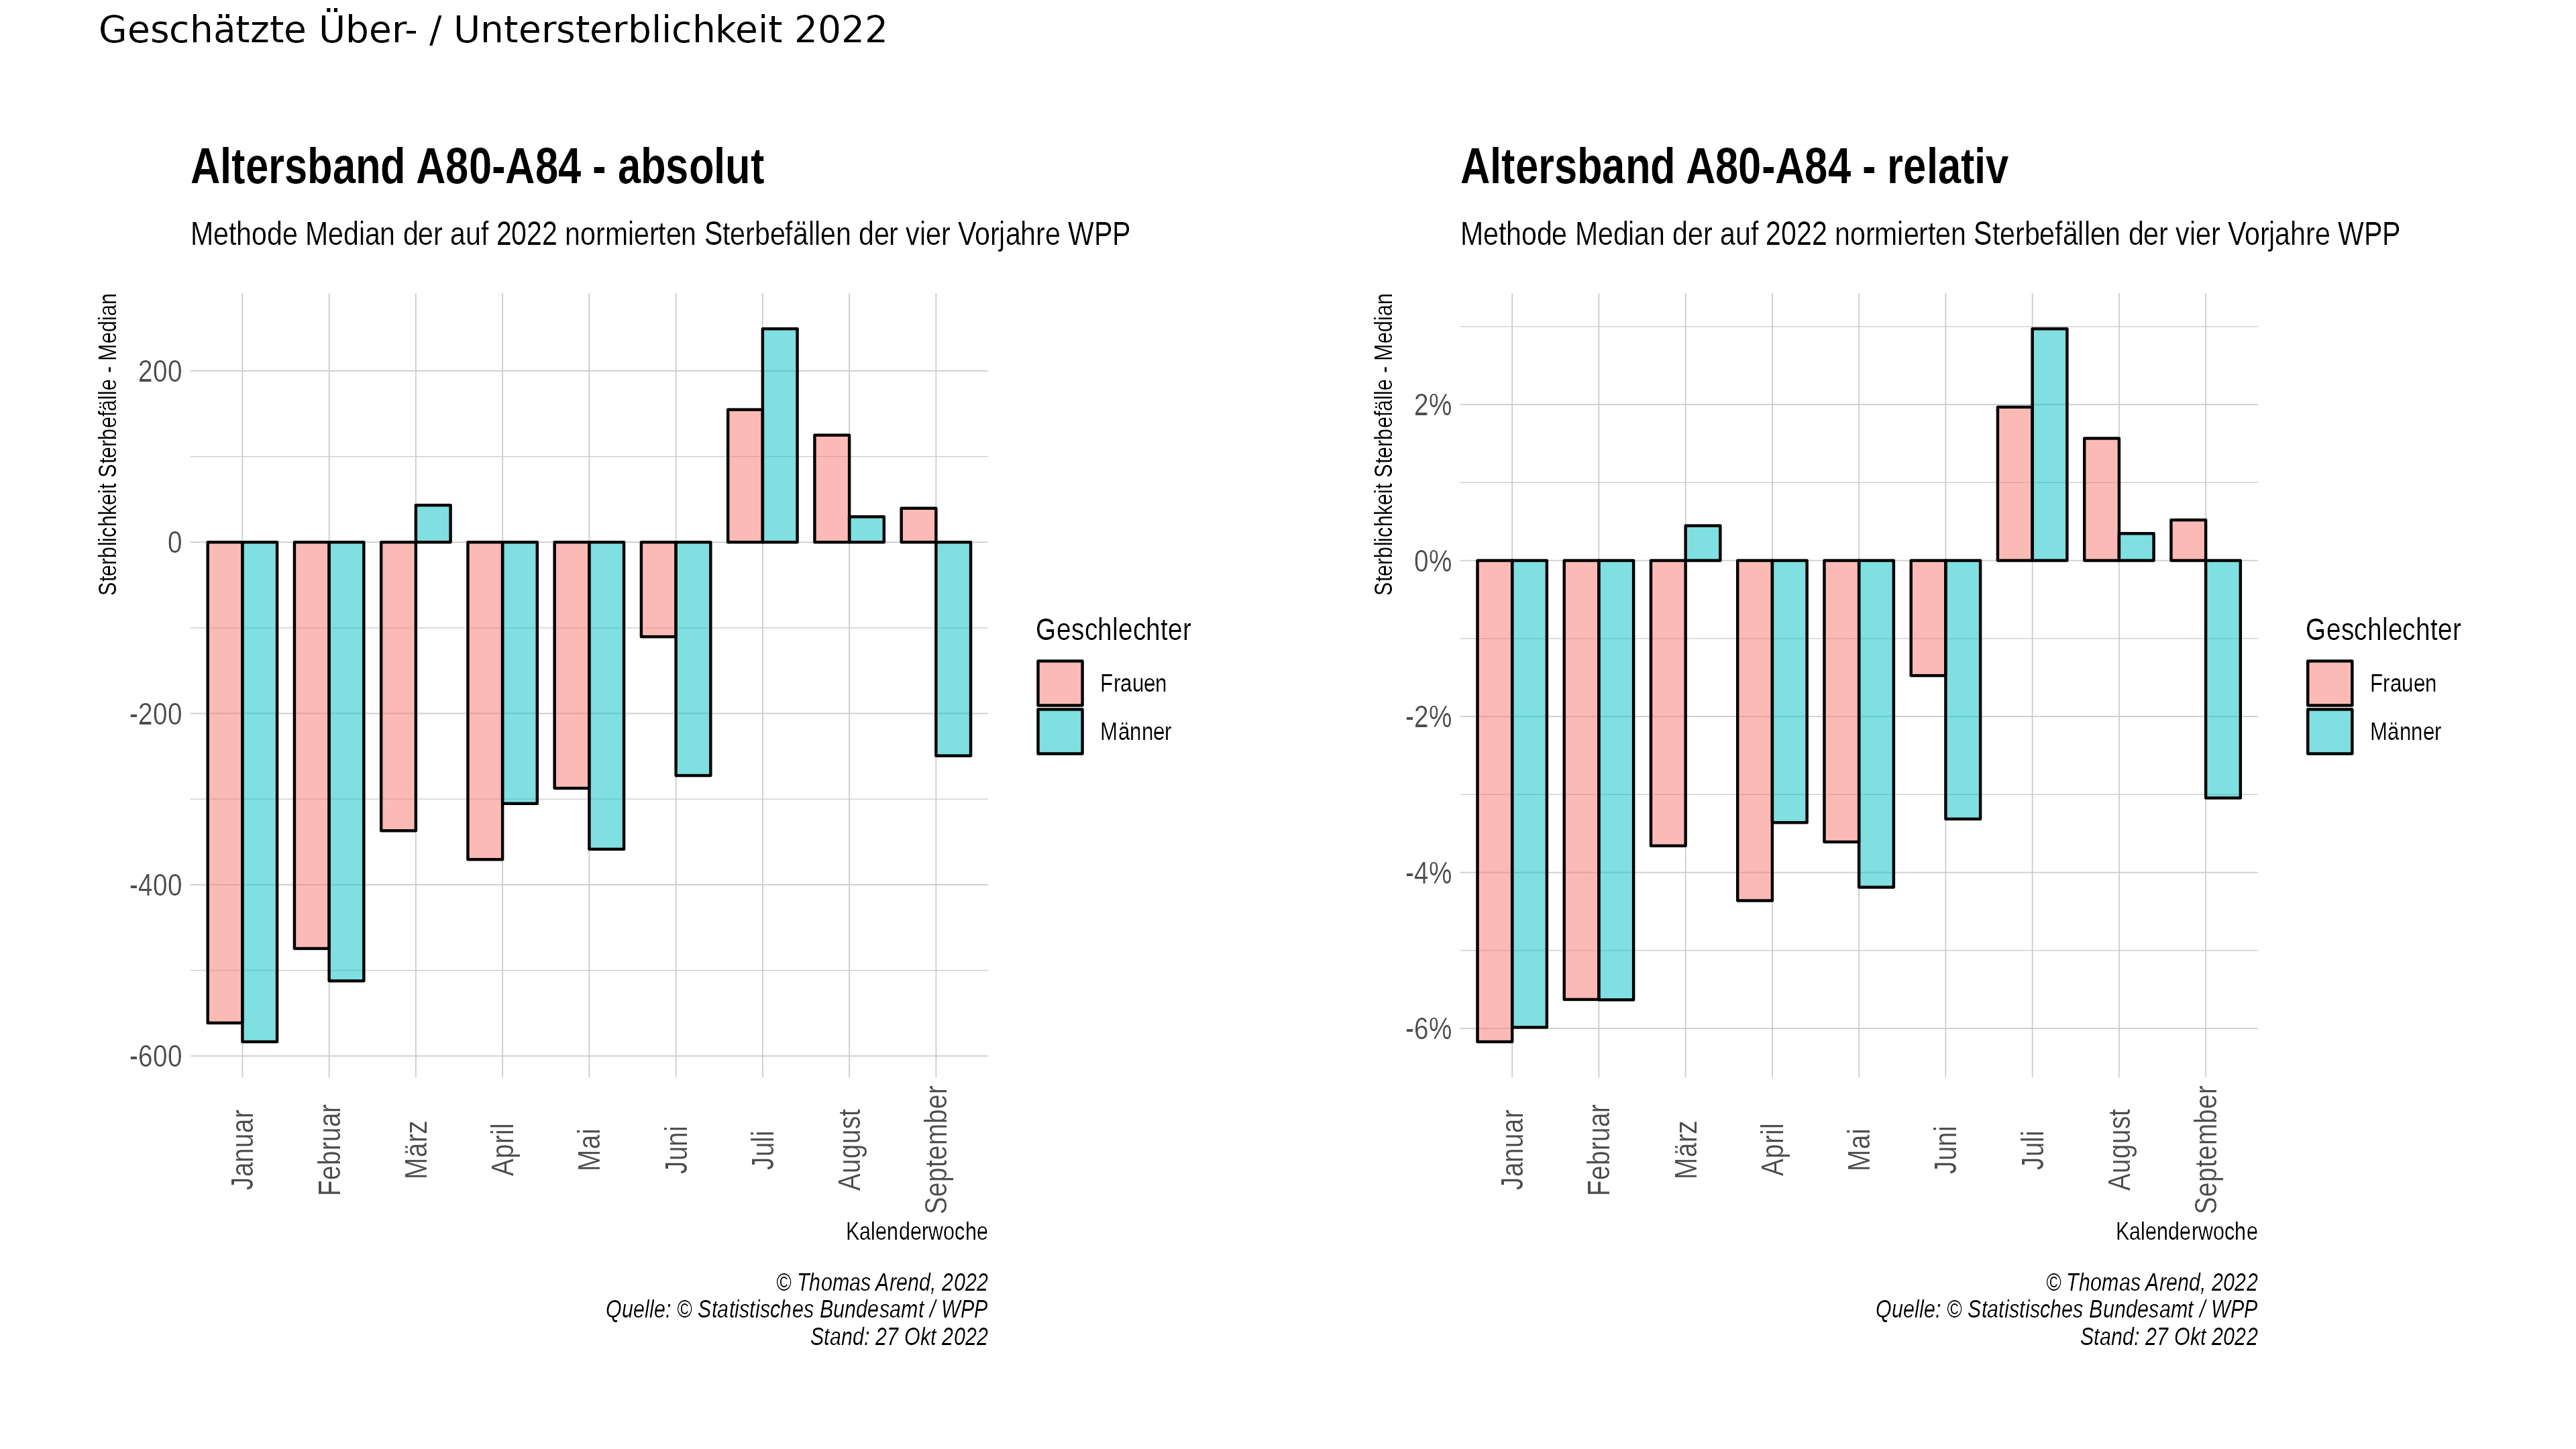 Geschätzte Über- / Untersterblichkeit 2022
Altersband A80-A84 - absolut
Methode Median der auf 2022 normierten Sterbefällen der vier Vorjahre WPP
Sterblichkeit Sterbefälle - Median
200
0
-200
-400
-600
Januar
Februar
März
April
Mai
Juni
Juli
August
September
Kalenderwoche
Geschlechter
Frauen
Männer
© Thomas Arend, 2022
Quelle: © Statistisches Bundesamt / WPP
Stand: 27 Okt 2022
Altersband A80-A84 - relativ
Methode Median der auf 2022 normierten Sterbefällen der vier Vorjahre WPP
Sterblichkeit Sterbefälle - Median
2%
0%
-2%
-4%
-6%
Januar
Februar
März
April
Mai
Juni
Juli
August
September
Kalenderwoche
Geschlechter
Frauen
Männer
© Thomas Arend, 2022
Quelle: © Statistisches Bundesamt / WPP
Stand: 27 Okt 2022